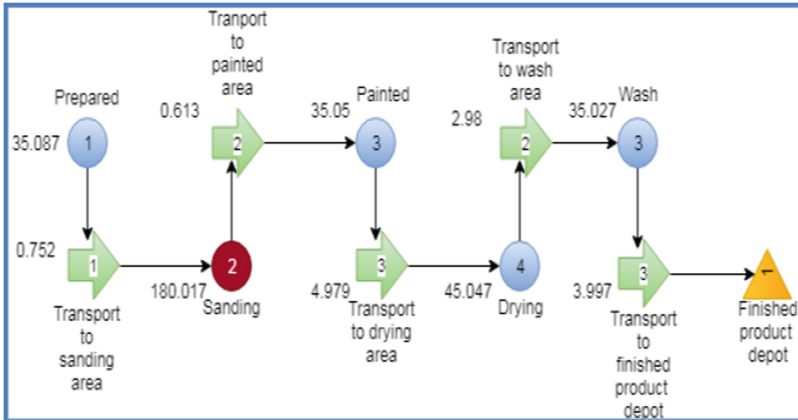 Prepared
35.087
1
0.752
1
Transport
to
sanding
area
180.017
2
Sanding
Tranport
to
painted
area
0.613
2
35.05
Painted
3
4.979
3
Transport
to drying
area
45.047
4
Drying
Transport
to wash
area
2.98
2
35.027
Wash
3
3.997
3
Transport
to
finished
product
depot
1
Finished
product
depot